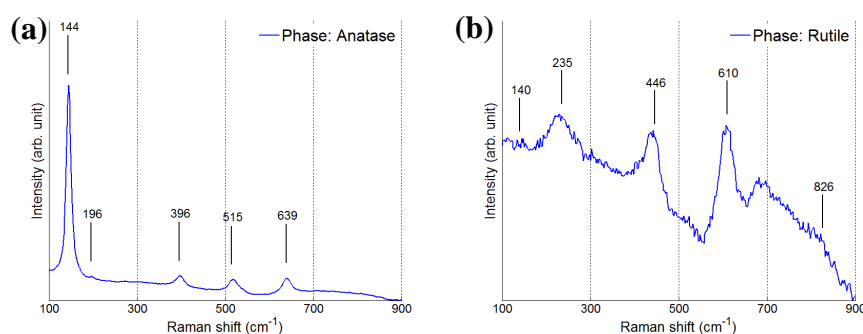 (a)
144
Phase: Anatase
196
396
515
639
Intensity (arb. unit)
100 300 500 700 900
Raman shift (cm-1)
(b)
Phase: Rutile
140
235
446
610
826
Intensity (arb. unit)
100 300 500 700 900
Raman shift (cm-1)